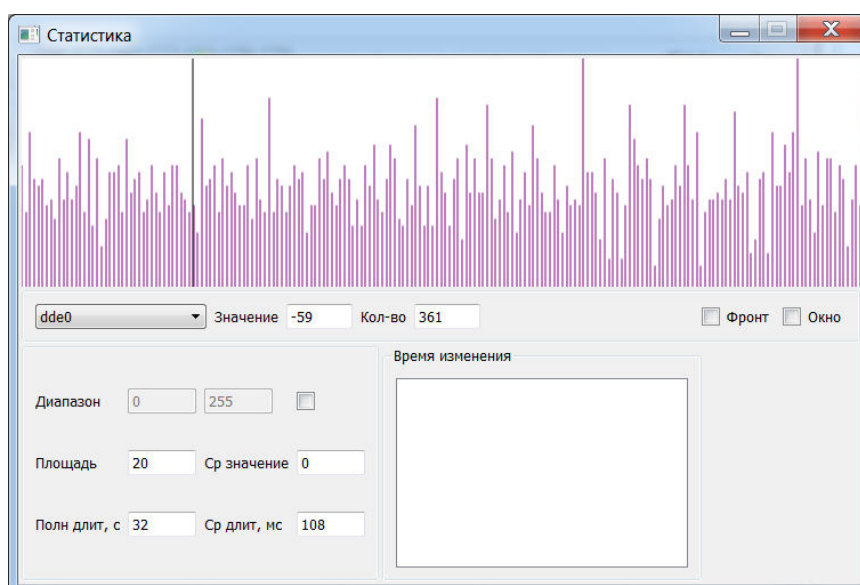 Статистика
dde0 Значение -59 Кол-во 361 Фронт Окно
Время изменения
Диапазон 0 255
Площадь 20 Ср значение 0
Полн длит, с 32 Ср длит, мс 108